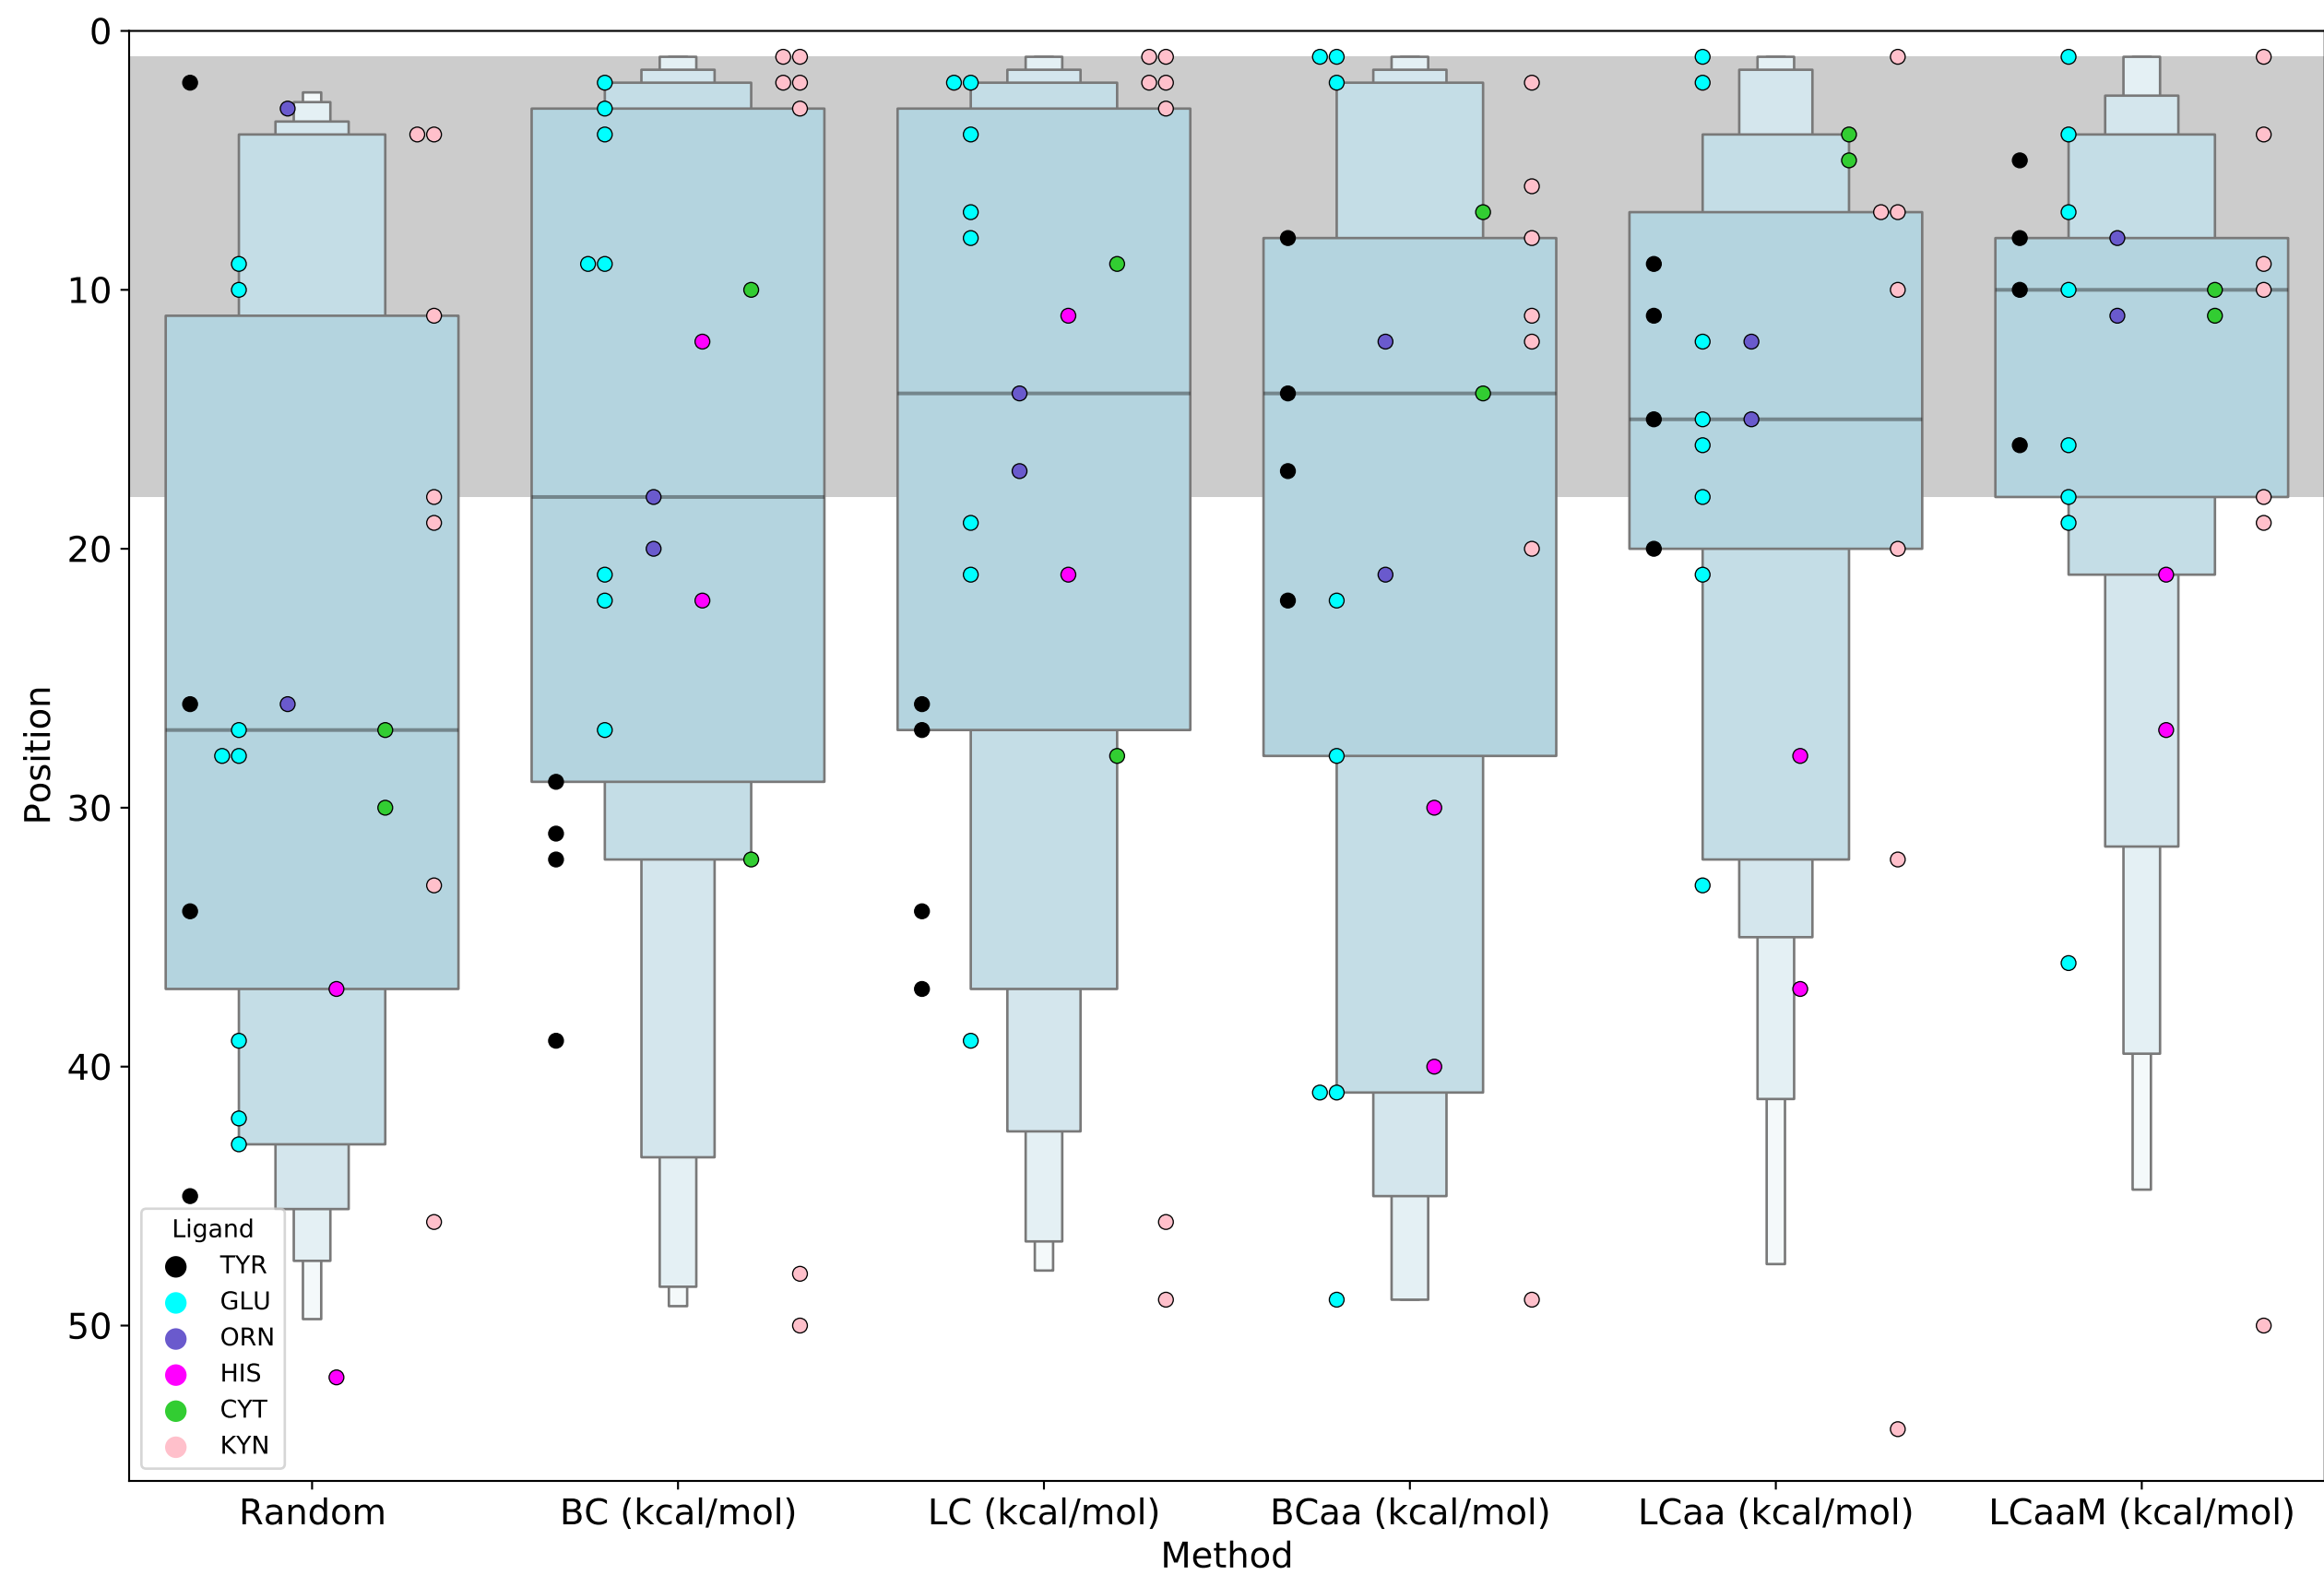 0
10
20
30
40
50
Position
Ligand
TYR
GLU
ORN
HIS
CYT
KYN
Random BC (kcal/mol) LC (kcal/mol) BCaa (kcal/mol) LCaa (kcal/mol) LCaaM (kcal/mol)
Method